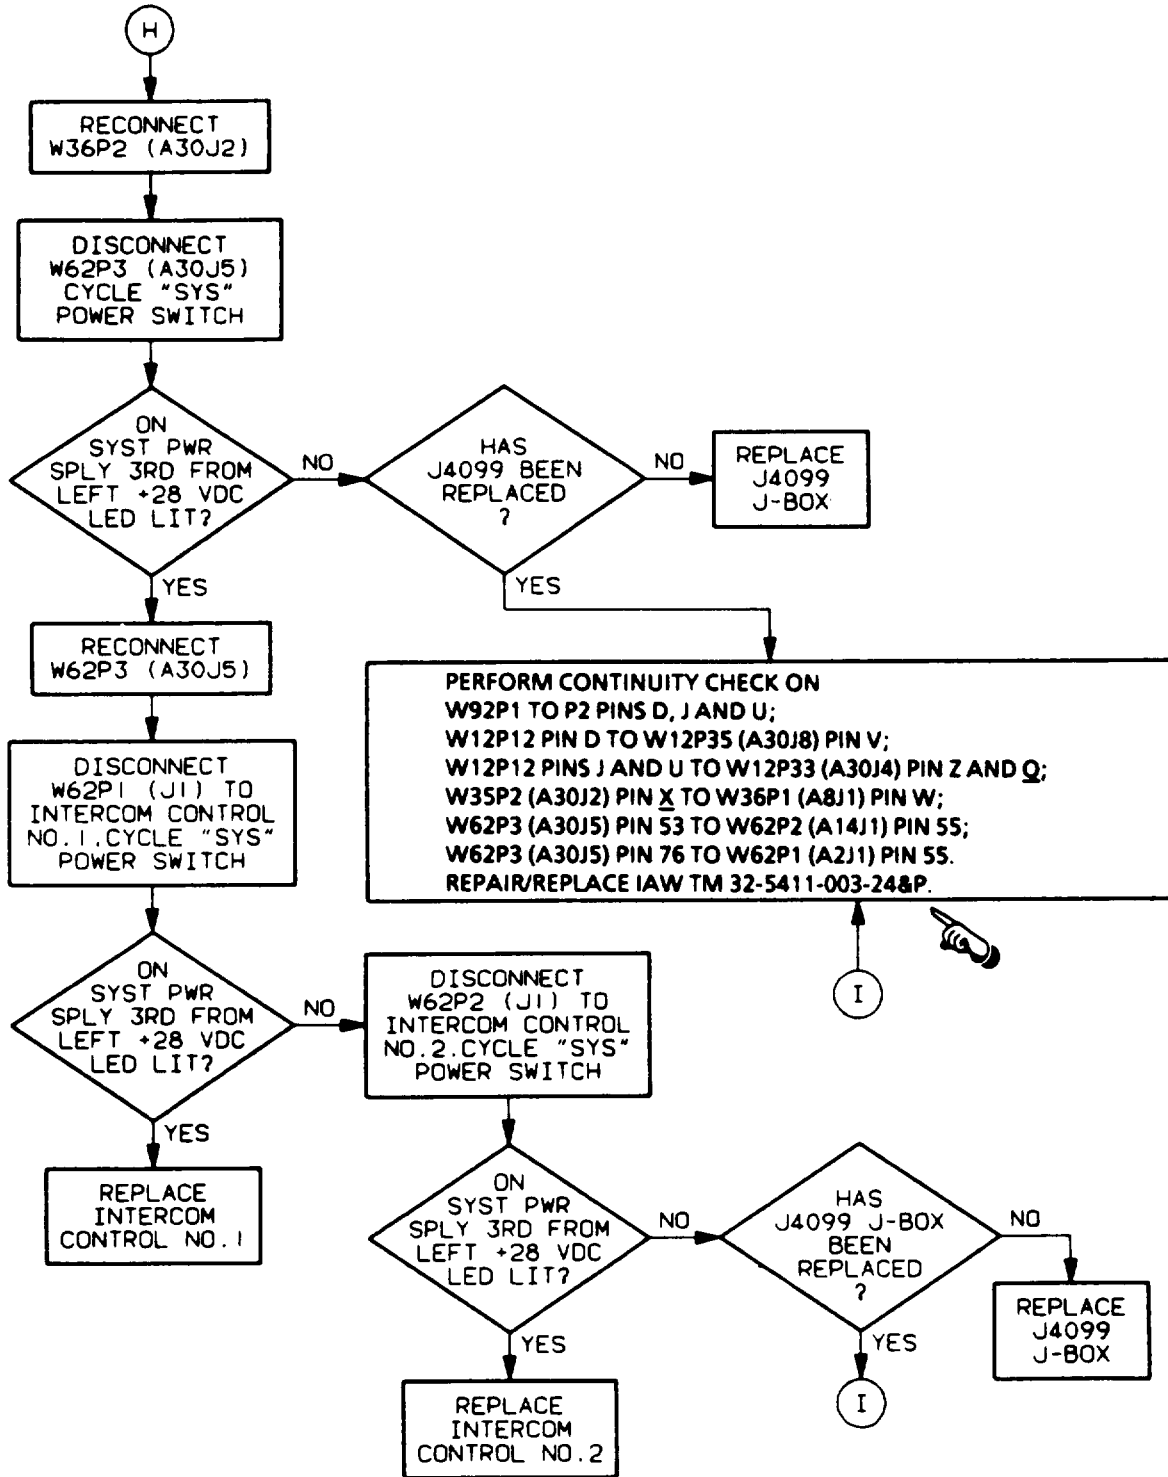 H
RECONNECT
W36P2 (A30J2)
DISCONNECT
W62P3 (A30J5)
CYCLE "SYS"
POWER SWITCH
ON
SYST PWR
SPLY 3RD FROM
LEFT +28 VDC
LED LIT?
NO
HAS
J4099 BEEN
REPLACED
?
NO
REPLACE
J4099
J-BOX
YES
YES
RECONNECT
W62P3 (A30J5)
PERFORM CONTINUITY CHECK ON
W92P1 TO P2 PINS D, J AND U;
W12P12 PIN D TO W12P35 (A30J8) PIN V;
W12P12 PINS J AND U TO W12P33 (A30J4) PIN Z AND Q;
W35P2 (A30J2) PIN X TO W36P1 (A8J1) PIN W;
W62P3 (A30J5) PIN 53 TO W62P2 (A14J1) PIN 55;
W62P3 (A30J5) PIN 76 TO W62P1 (A2J1) PIN 55.
REPAIR/REPLACE IAW TM 32-5411-003-24&P.
I
DISCONNECT
W62P1 (J1) TO
INTERCOM CONTROL
NO.1.CYCLE "SYS"
POWER SWITCH
ON
SYST PWR
SPLY 3RD FROM
LEFT +28 VDC
LED LIT?
NO
DISCONNECT
W62P2 (J1) TO
INTERCOM CONTROL
NO.2.CYCLE "SYS"
POWER SWITCH
YES
REPLACE
INTERCOM
CONTROL NO.1
ON
SYST PWR
SPLY 3RD FROM
LEFT +28 VDC
LED LIT?
NO
HAS
J4099 J-BOX
BEEN
REPLACED
?
NO
REPLACE
J4099
J-BOX
YES
REPLACE
INTERCOM
CONTROL NO.2
YES
I